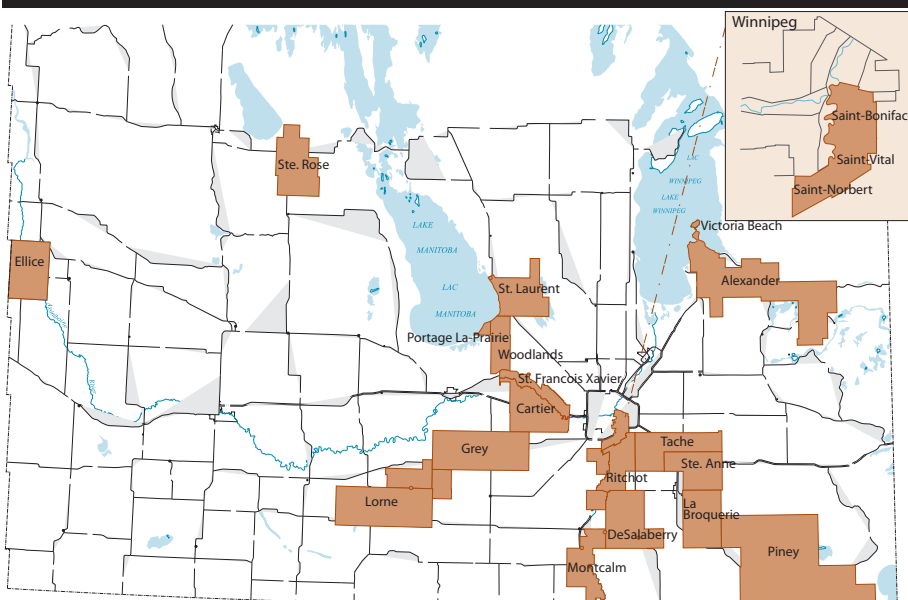 Winnipeg
Saint-Bonifac
Saint-Vital
Saint-Norbert
Ste. Rose
LAC
WINNIPEG
LAKE
WINNIPEG
LAKE
MANITOBA
LAC
MANITOBA
Victoria Beach
Ellice
Alexander
St. Laurent
Portage La-Prairie
Woodlands
St. Francois Xavier
Cartier
Grey
Tache
Ste. Anne
Ritchot
Lorne
La
Broquerie
DeSalaberry
Piney
Montcalm